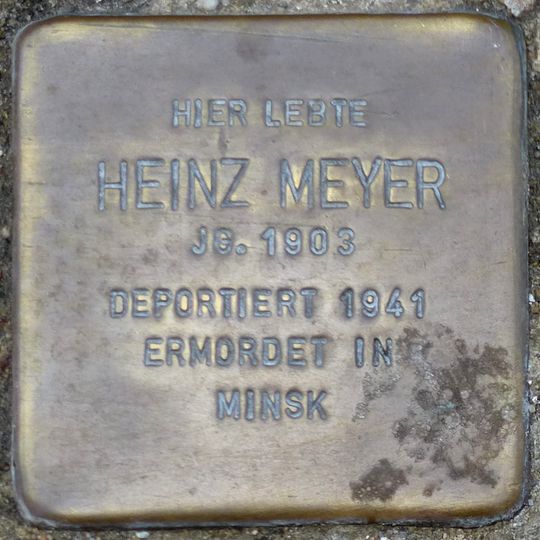 HIER LEBTE
HEINZ MEYER
JG. 1903
DEPORTIERT 1941
ERMORDET IN
MINSK